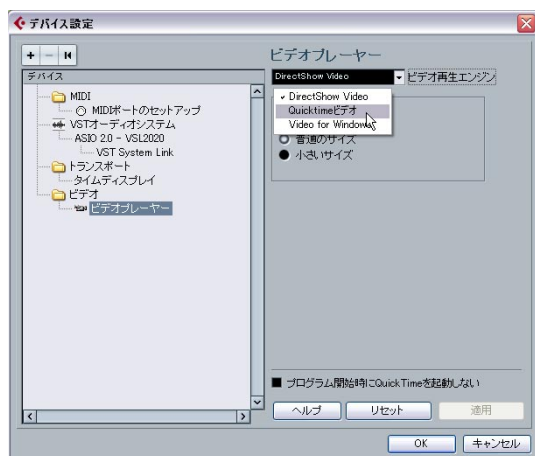 デバイス設定
ビデオプレーヤー
デバイス
DirectShow Video
ビデオ再生エンジン
DirectShow Video
Quicktimeビデオ
Video for Windows
普通のサイズ
小さいサイズ
MIDI
MIDIポートのセットアップ
VSTオーディオシステム
ASIO 2.0 - VSL2020
VST System Link
トランスポート
タイムディスプレイ
ビデオ
ビデオプレーヤー
プログラム開始時にQuickTimeを起動しない
ヘルプ
リセット
適用
OK
キャンセル